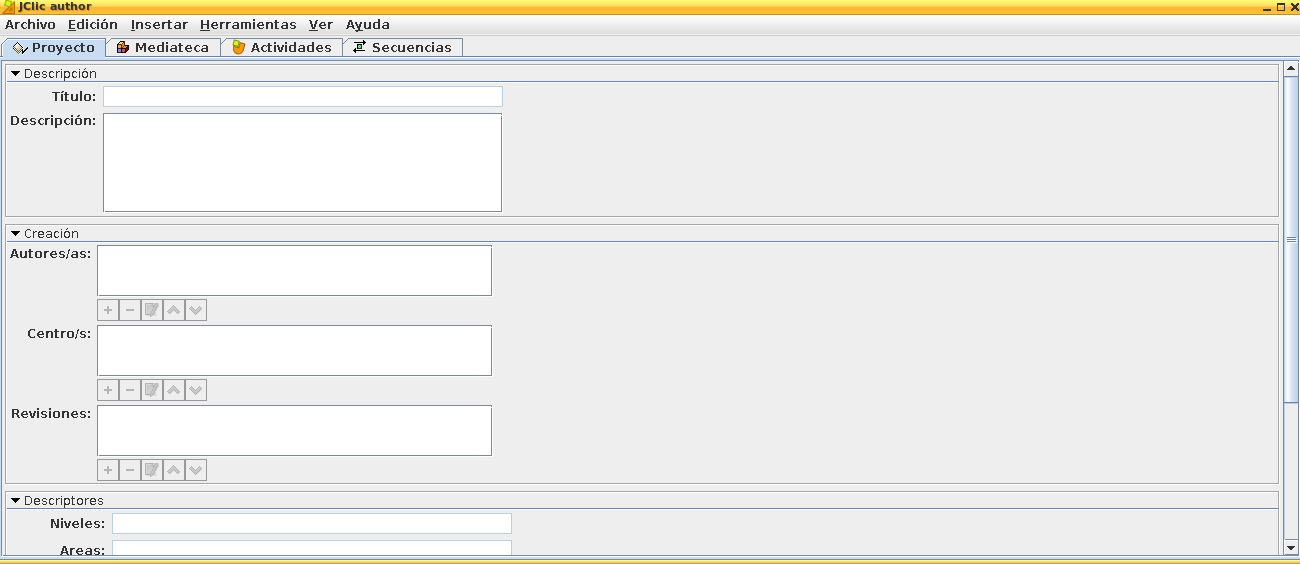 JClic author
Archivo Edición Insertar Herramientas Ver Ayuda
Proyecto Mediateca Actividades Secuencias
Descripción
Título:
Descripción:
Creación
Autores/as:
Centro/s:
Revisiones:
Descriptores
Niveles:
Areas: